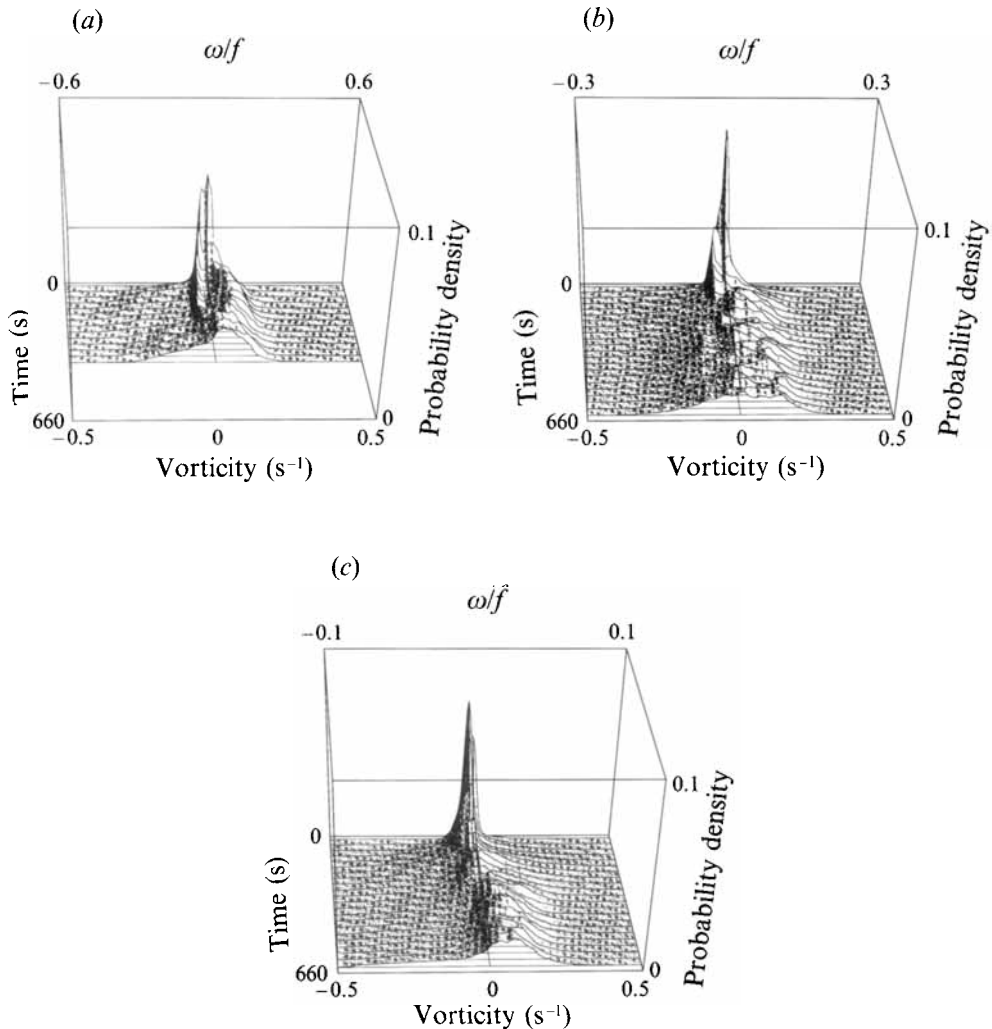 (a)
ω/f
−0.6 0.6
0.1
Probability density
0
Time (s)
660
0
−0.5 0 0.5
Vorticity (s⁻¹)
(b)
ω/f
−0.3 0.3
0.1
Probability density
0
Time (s)
660
0
−0.5 0 0.5
Vorticity (s⁻¹)
(c)
ω/f
−0.1 0.1
0.1
Probability density
0
Time (s)
660
0
−0.5 0 0.5
Vorticity (s⁻¹)